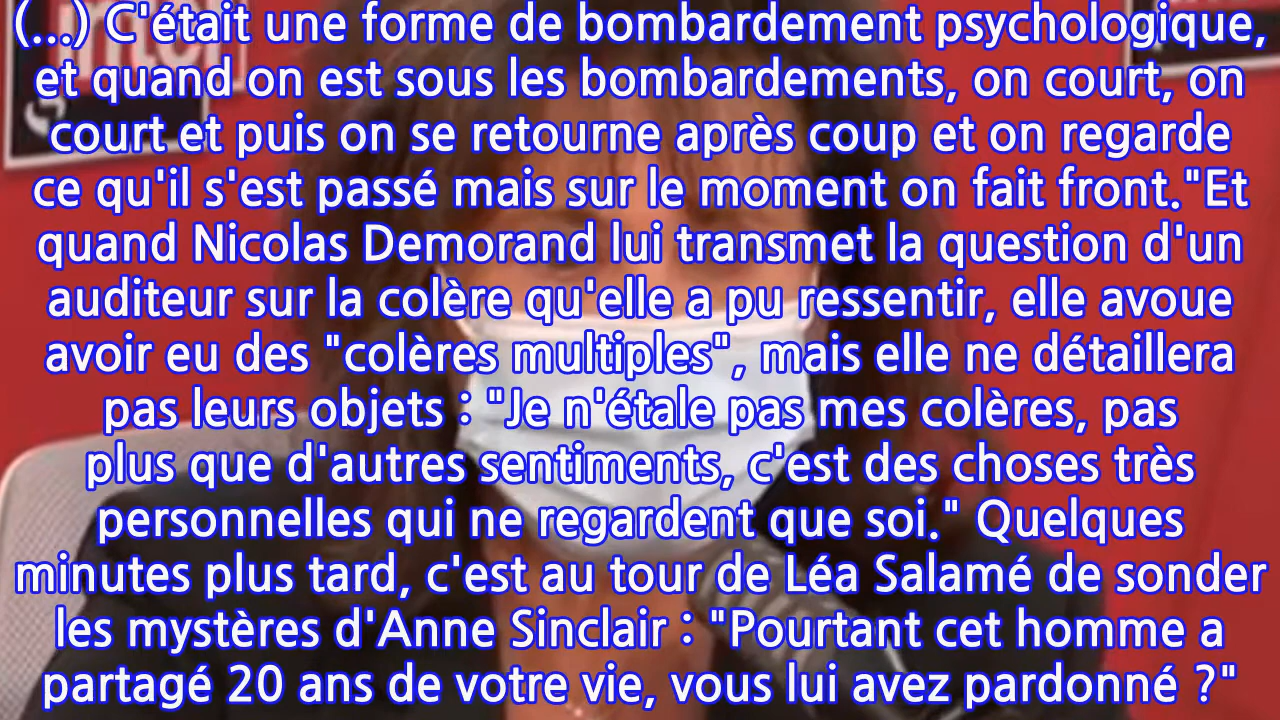 (...) C'était une forme de bombardement psychologique,
et quand on est sous les bombardements, on court, on
court et puis on se retourne après coup et on regarde
ce qu'il s'est passé mais sur le moment on fait front."Et
quand Nicolas Demorand lui transmet la question d'un
auditeur sur la colère qu'elle a pu ressentir, elle avoue
avoir eu des "colères multiples", mais elle ne détaillera
pas leurs objets : "Je n'étale pas mes colères, pas
plus que d'autres sentiments, c'est des choses très
personnelles qui ne regardent que soi." Quelques
minutes plus tard, c'est au tour de Léa Salamé de sonder
les mystères d'Anne Sinclair : "Pourtant cet homme a
partagé 20 ans de votre vie, vous lui avez pardonné ?"